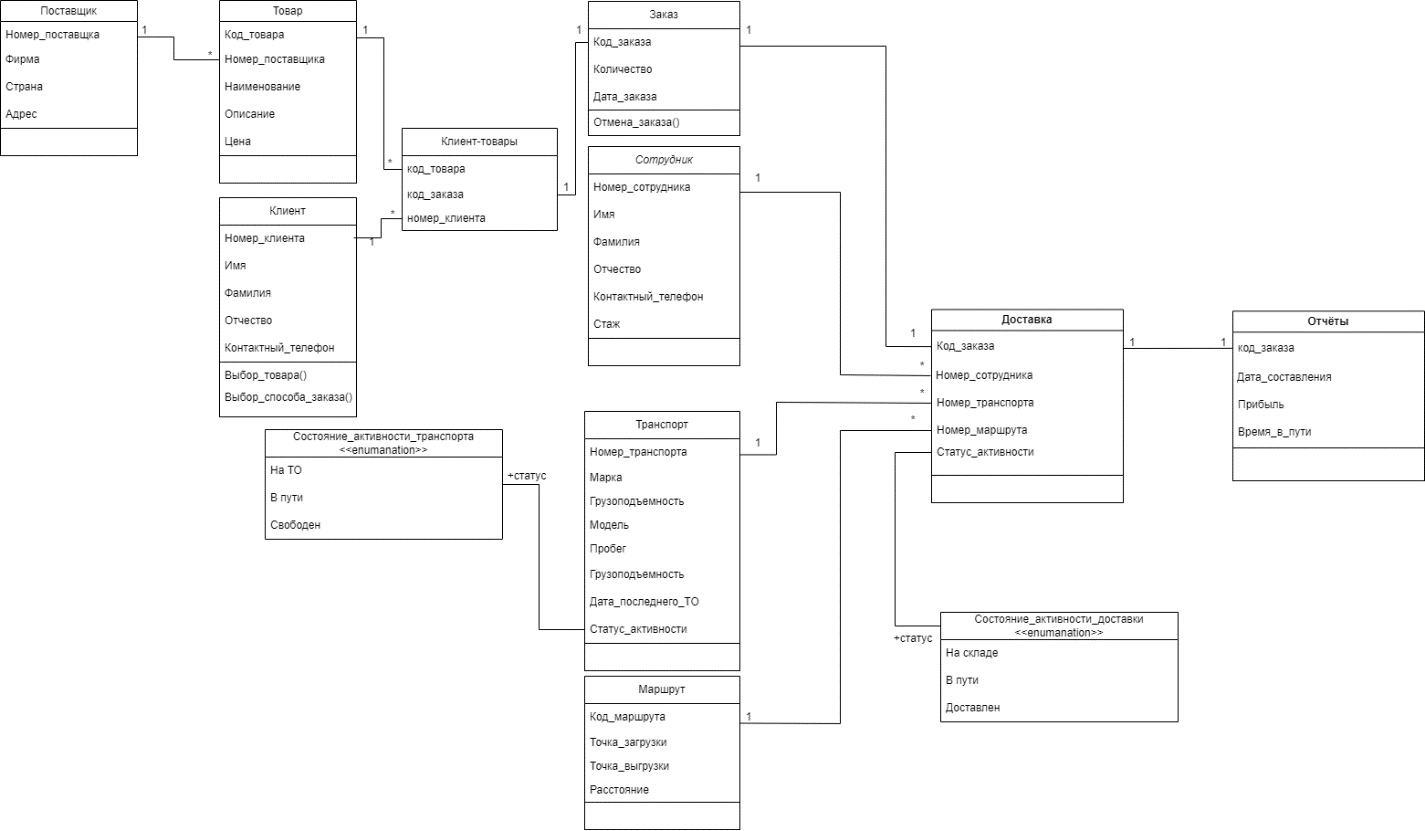 Поставщик
Номер_поставщка
Фирма
Страна
Адрес
1
*
Товар
Код_товара
Номер_поставщика
Наименование
Описание
Цена
1
*
Клиент-товары
код_товара
код_заказа
номер_клиента
1
1
*
1
Клиент
Номер_клиента
Имя
Фамилия
Отчество
Контактный_телефон
Выбор_товара()
Выбор_способа_заказа()
Заказ
Код_заказа
Количество
Дата_заказа
Отмена_заказа()
1
Сотрудник
Номер_сотрудника
Имя
Фамилия
Отчество
Контактный_телефон
Стаж
1
Состояние_активности_транспорта
<<enumanation>>
На ТО
В пути
Свободен
+статус
Транспорт
Номер_транспорта
Марка
Грузоподъемность
Модель
Пробег
Грузоподъемность
Дата_последнего_ТО
Статус_активности
1
Маршрут
Код_маршрута
Точка_загрузки
Точка_выгрузки
Расстояние
1
1
*
*
*
Доставка
Код_заказа
Номер_сотрудника
Номер_транспорта
Номер_маршрута
Статус_активности
1
1
Отчёты
код_заказа
Дата_составления
Прибыль
Время_в_пути
+статус
Состояние_активности_доставки
<<enumanation>>
На складе
В пути
Доставлен